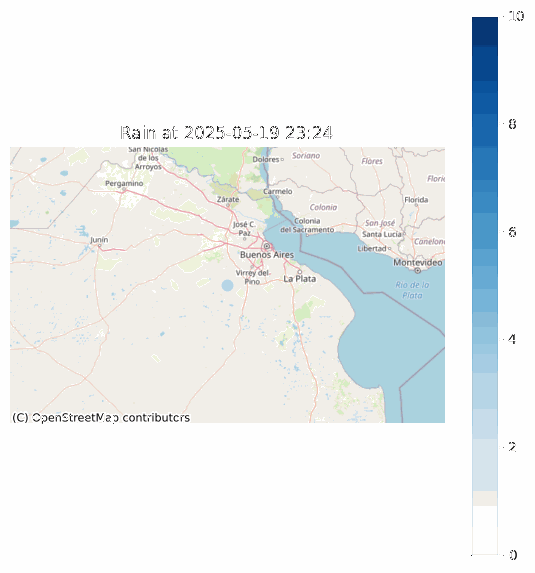 10
Rain at 2025-05-19 23:24
San Nicolás
de los
Arroyos
Dolores
Soriano
Flores
Pergamino
Carmelo
Zárate
Florida
8
José C.
Paz
Colonia
Colonia
del Sacramento
San José
Santa Lucía
Libertad
Junín
Buenos Aires
6
Virrey del
Pino
La Plata
Montevideo
Río de la
Plata
4
(C) OpenStreetMap contributors
2
0